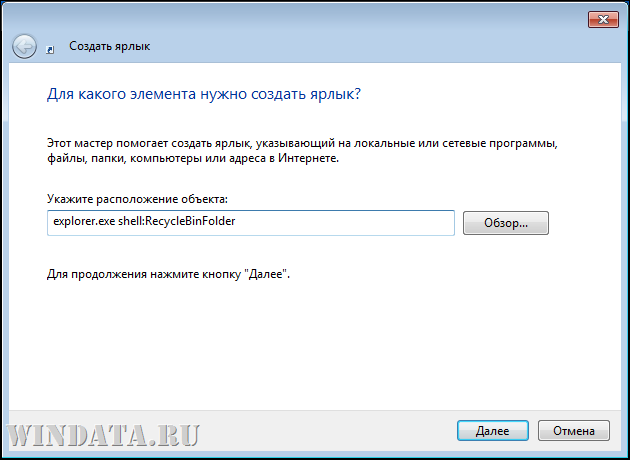 Создать ярлык
Для какого элемента нужно создать ярлык?
Этот мастер помогает создать ярлык, указывающий на локальные или сетевые программы,
файлы, папки, компьютеры или адреса в Интернете.
Укажите расположение объекта:
explorer.exe shell:RecycleBinFolder
Обзор...
Для продолжения нажмите кнопку "Далее".
Далее
Отмена
WINDATA.RU